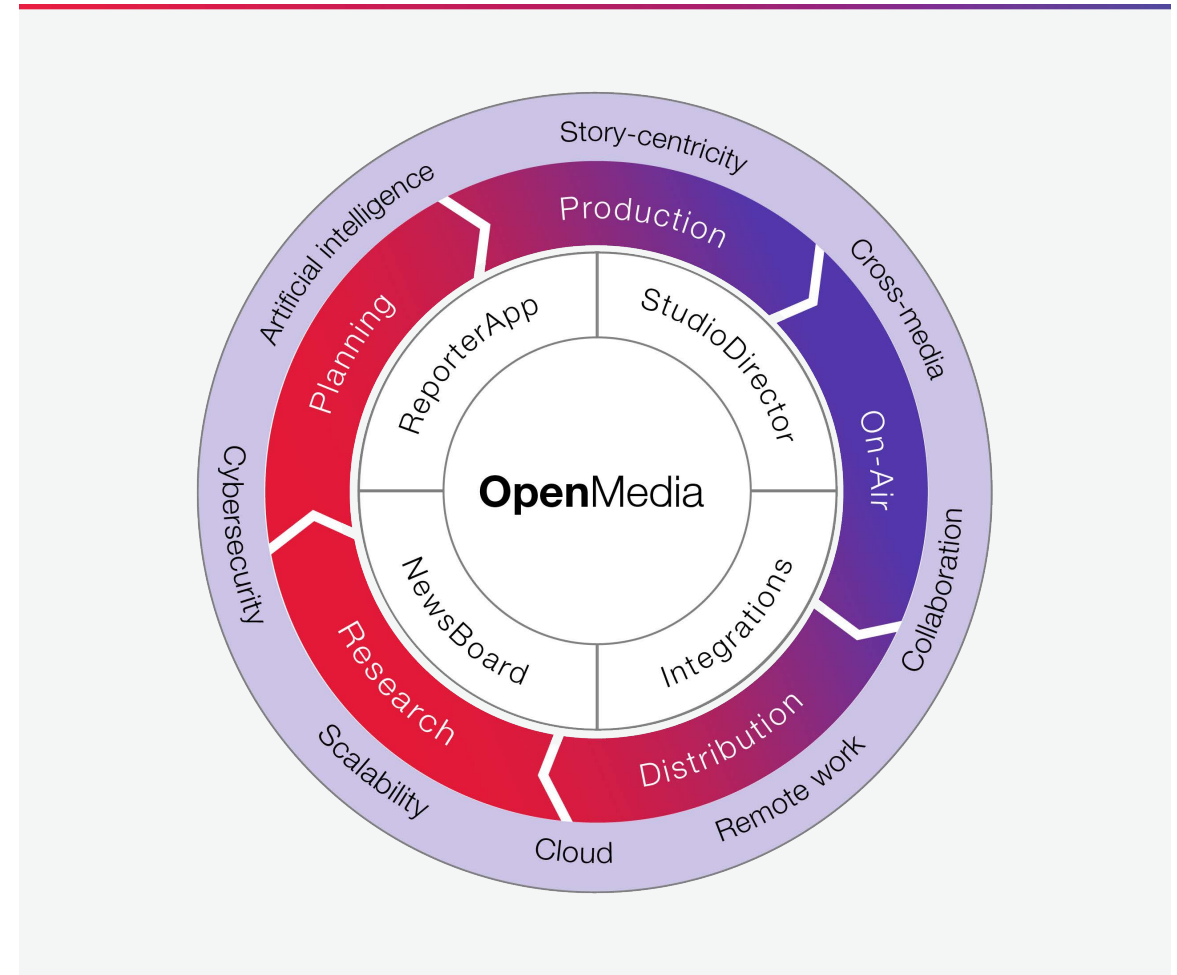 Story-centricity
Cross-media
Collaboration
Remote work
Cloud
Scalability
Cybersecurity
Artificial intelligence
Production
On-Air
Distribution
Research
Planning
ReporterApp
StudioDirector
Integrations
NewsBoard
OpenMedia